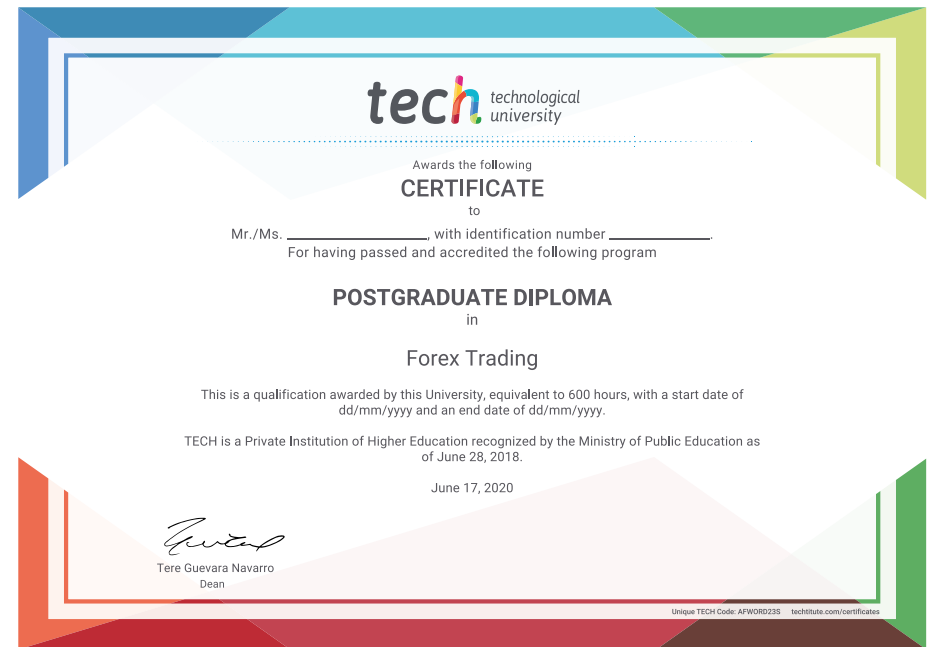 tech technological
university
Awards the following
CERTIFICATE
to
Mr./Ms. ____________________, with identification number ______________.
For having passed and accredited the following program
POSTGRADUATE DIPLOMA
in
Forex Trading
This is a qualification awarded by this University, equivalent to 600 hours, with a start date of
dd/mm/yyyy and an end date of dd/mm/yyyy.
TECH is a Private Institution of Higher Education recognized by the Ministry of Public Education as
of June 28, 2018.
June 17, 2020
Tere Guevara Navarro
Dean
Unique TECH Code: AFWORD23S techtitute.com/certificates